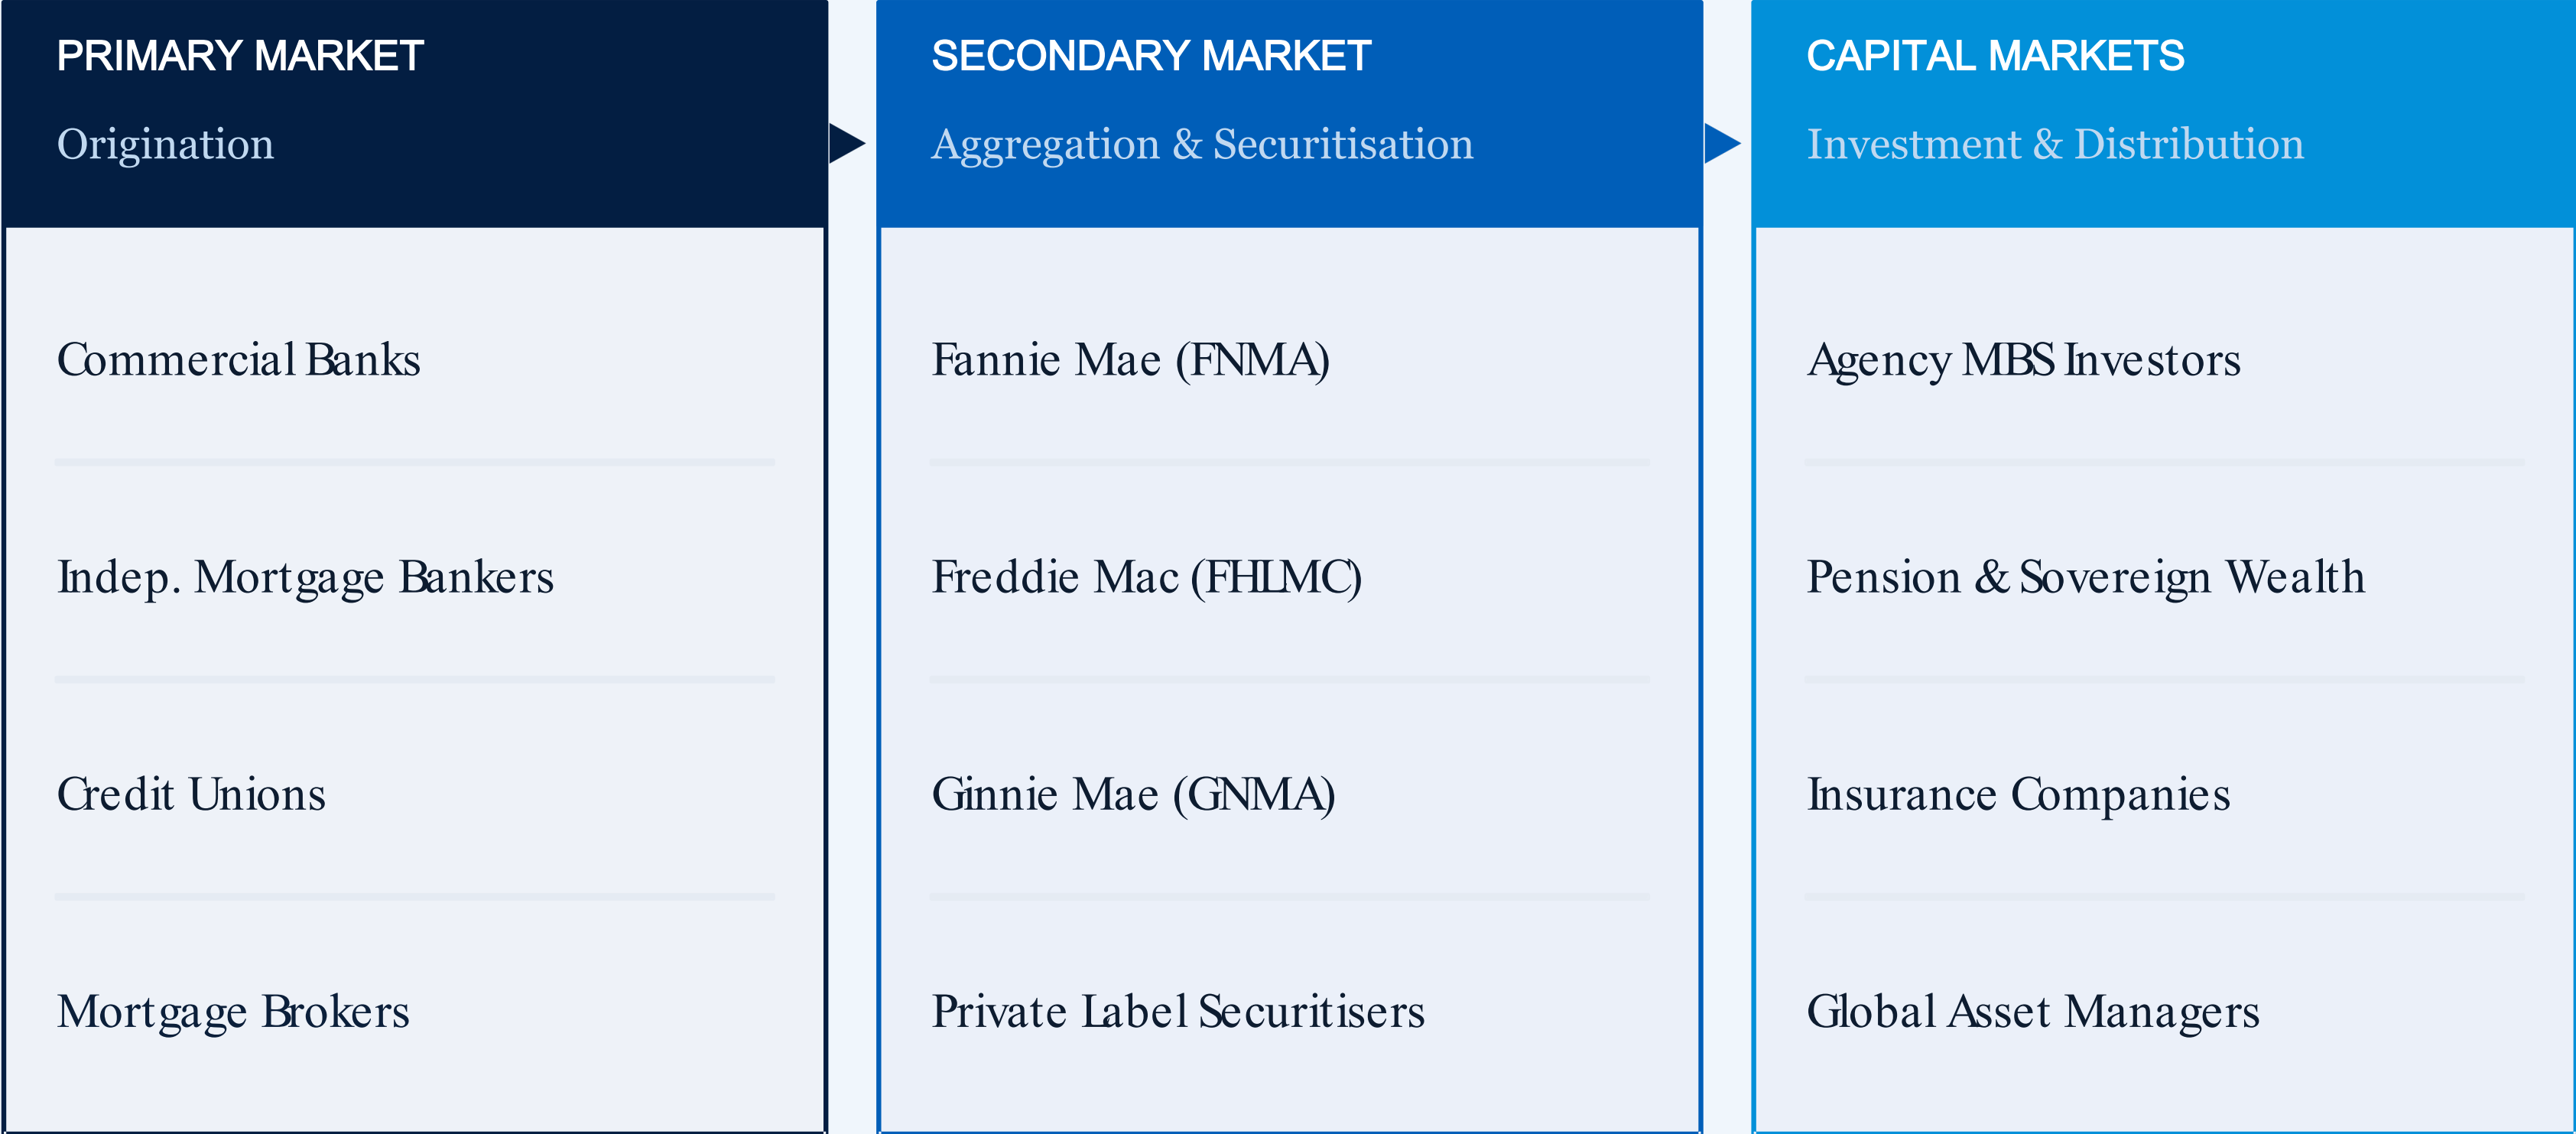 PRIMARY MARKET
Origination
Commercial Banks
Indep. Mortgage Bankers
Credit Unions
Mortgage Brokers
SECONDARY MARKET
Aggregation & Securitisation
Fannie Mae (FNMA)
Freddie Mac (FHLMC)
Ginnie Mae (GNMA)
Private Label Securitisers
CAPITAL MARKETS
Investment & Distribution
Agency MBS Investors
Pension & Sovereign Wealth
Insurance Companies
Global Asset Managers